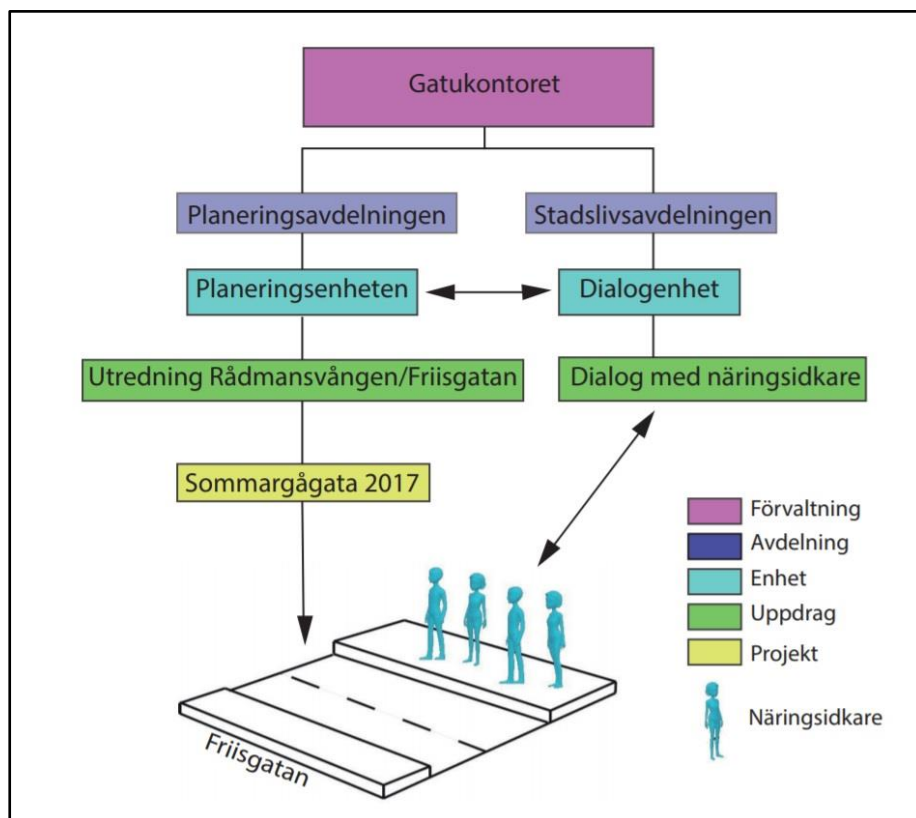 Gatukontoret
Planeringsavdelningen
Stadslivsavdelningen
Planeringsenheten
Dialogenhet
Utredning Rådmansvången/Friisgatan
Dialog med näringsidkare
Sommargågata 2017
Förvaltning
Avdelning
Enhet
Uppdrag
Projekt
Näringsidkare
Friisgatan